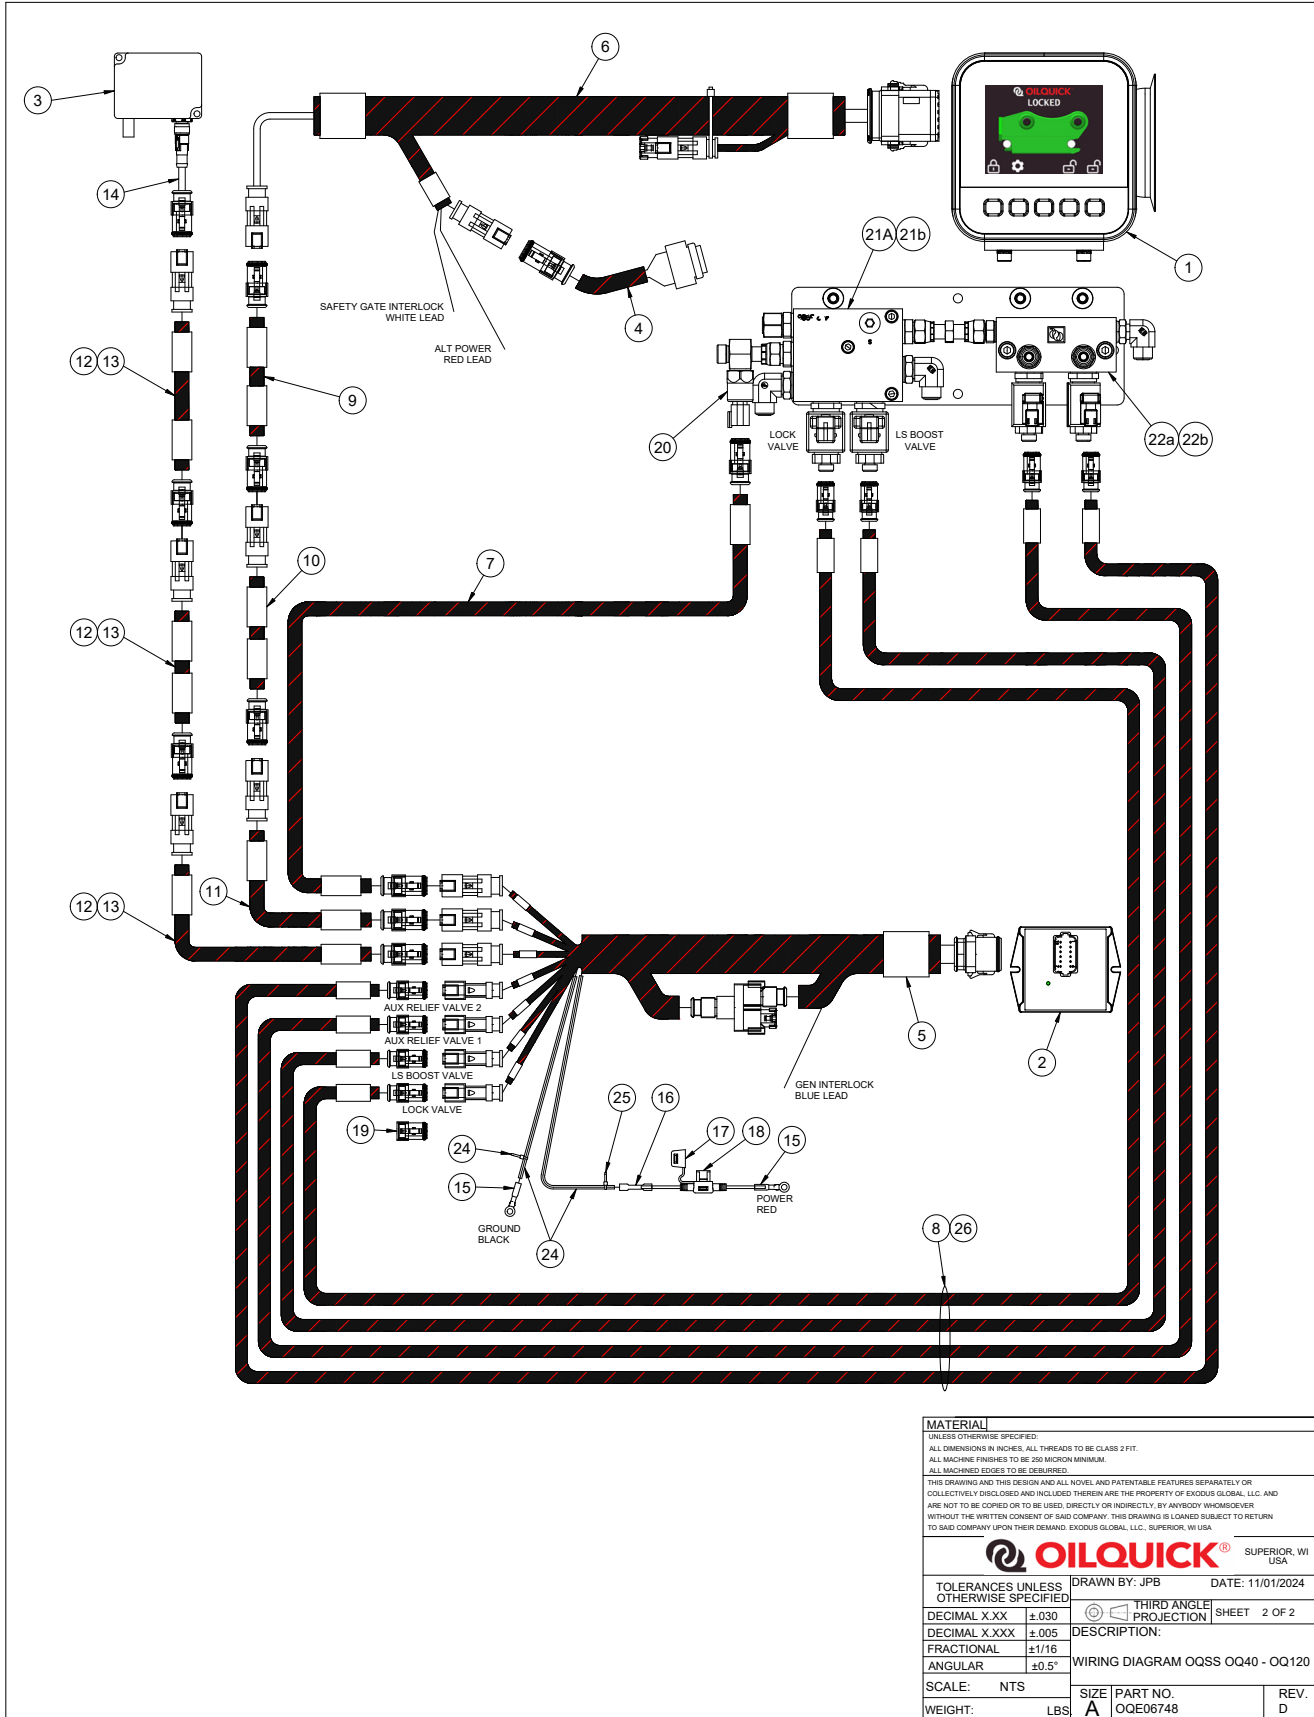 6
3
OILQUICK
LOCKED
14
21A 21b
1
SAFETY GATE INTERLOCK
WHITE LEAD
4
ALT POWER
RED LEAD
S
12 13
9
20
LOCK
VALVE
LS BOOST
VALVE
22a 22b
10
7
12 13
11
12 13
AUX RELIEF VALVE 2
AUX RELIEF VALVE 1
LS BOOST VALVE
LOCK VALVE
5
2
GEN INTERLOCK
BLUE LEAD
19
25
16
17
18
15
24
15
POWER
RED
GROUND
BLACK
24
8 26
MATERIAL
UNLESS OTHERWISE SPECIFIED:
ALL DIMENSIONS IN INCHES, ALL THREADS TO BE CLASS 2 FIT.
ALL MACHINE FINISHES TO BE 250 MICRON MINIMUM.
ALL MACHINED EDGES TO BE DEBURRED.
THIS DRAWING AND THIS DESIGN AND ALL NOVEL AND PATENTABLE FEATURES SEPARATELY OR
COLLECTIVELY DISCLOSED AND INCLUDED THEREIN ARE THE PROPERTY OF EXODUS GLOBAL, LLC. AND
ARE NOT TO BE COPIED OR TO BE USED, DIRECTLY OR INDIRECTLY, BY ANYBODY WHOMSOEVER
WITHOUT THE WRITTEN CONSENT OF SAID COMPANY. THIS DRAWING IS LOANED SUBJECT TO RETURN
TO SAID COMPANY UPON THEIR DEMAND. EXODUS GLOBAL, LLC., SUPERIOR, WI USA
OILQUICK®
SUPERIOR, WI
USA
TOLERANCES UNLESS
OTHERWISE SPECIFIED
DRAWN BY: JPB
DATE: 11/01/2024
THIRD ANGLE
PROJECTION
SHEET 2 OF 2
DECIMAL X.XX ±.030
DECIMAL X.XXX ±.005
FRACTIONAL ±1/16
ANGULAR ±0.5°
DESCRIPTION:
WIRING DIAGRAM OQSS OQ40 - OQ120
SCALE: NTS
WEIGHT: LBS
SIZE
A
PART NO.
OQE06748
REV.
D